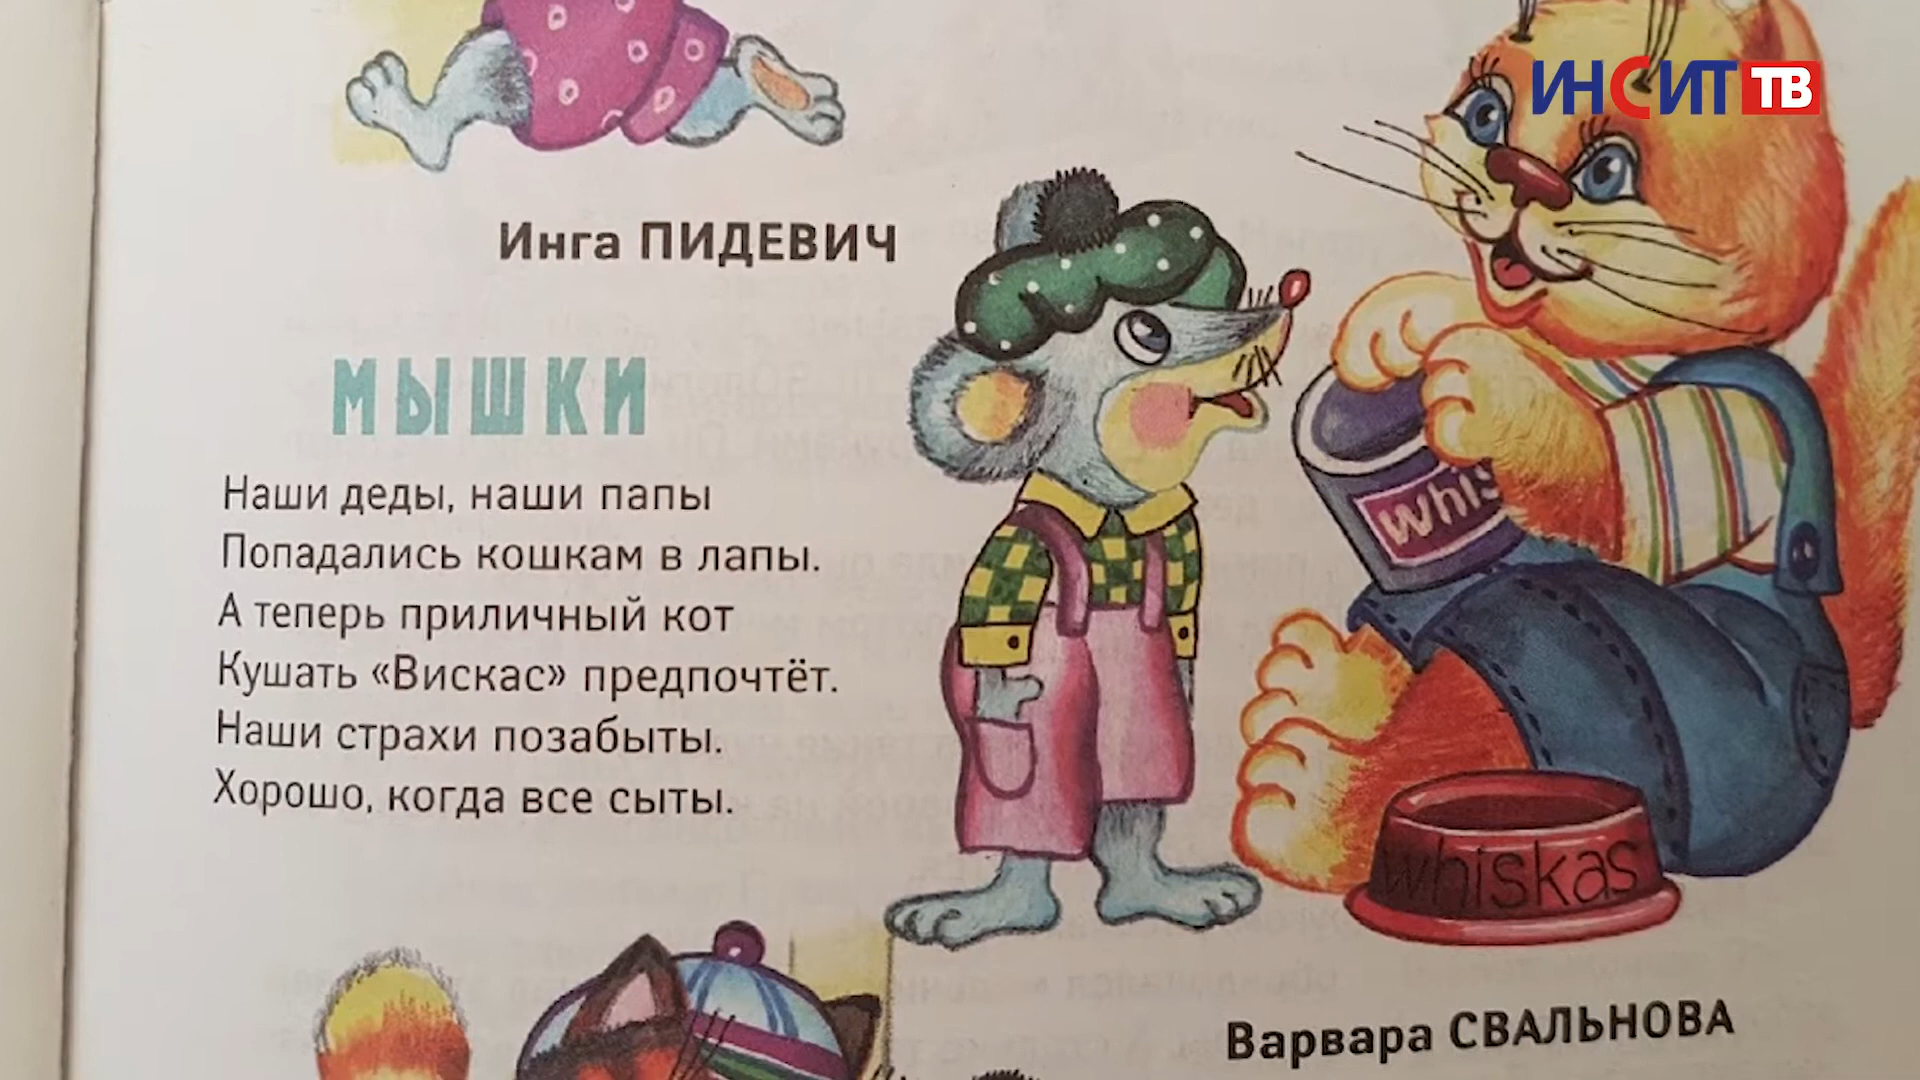 ИНСИТ ТВ
Инга ПИДЕВИЧ
МЫШКИ
Наши деды, наши папы
Попадались кошкам в лапы.
А теперь приличный кот
Кушать «Вискас» предпочтёт.
Наши страхи позабыты.
Хорошо, когда все сыты.
whis
whiskas
Варвара СВАЛЬНОВА